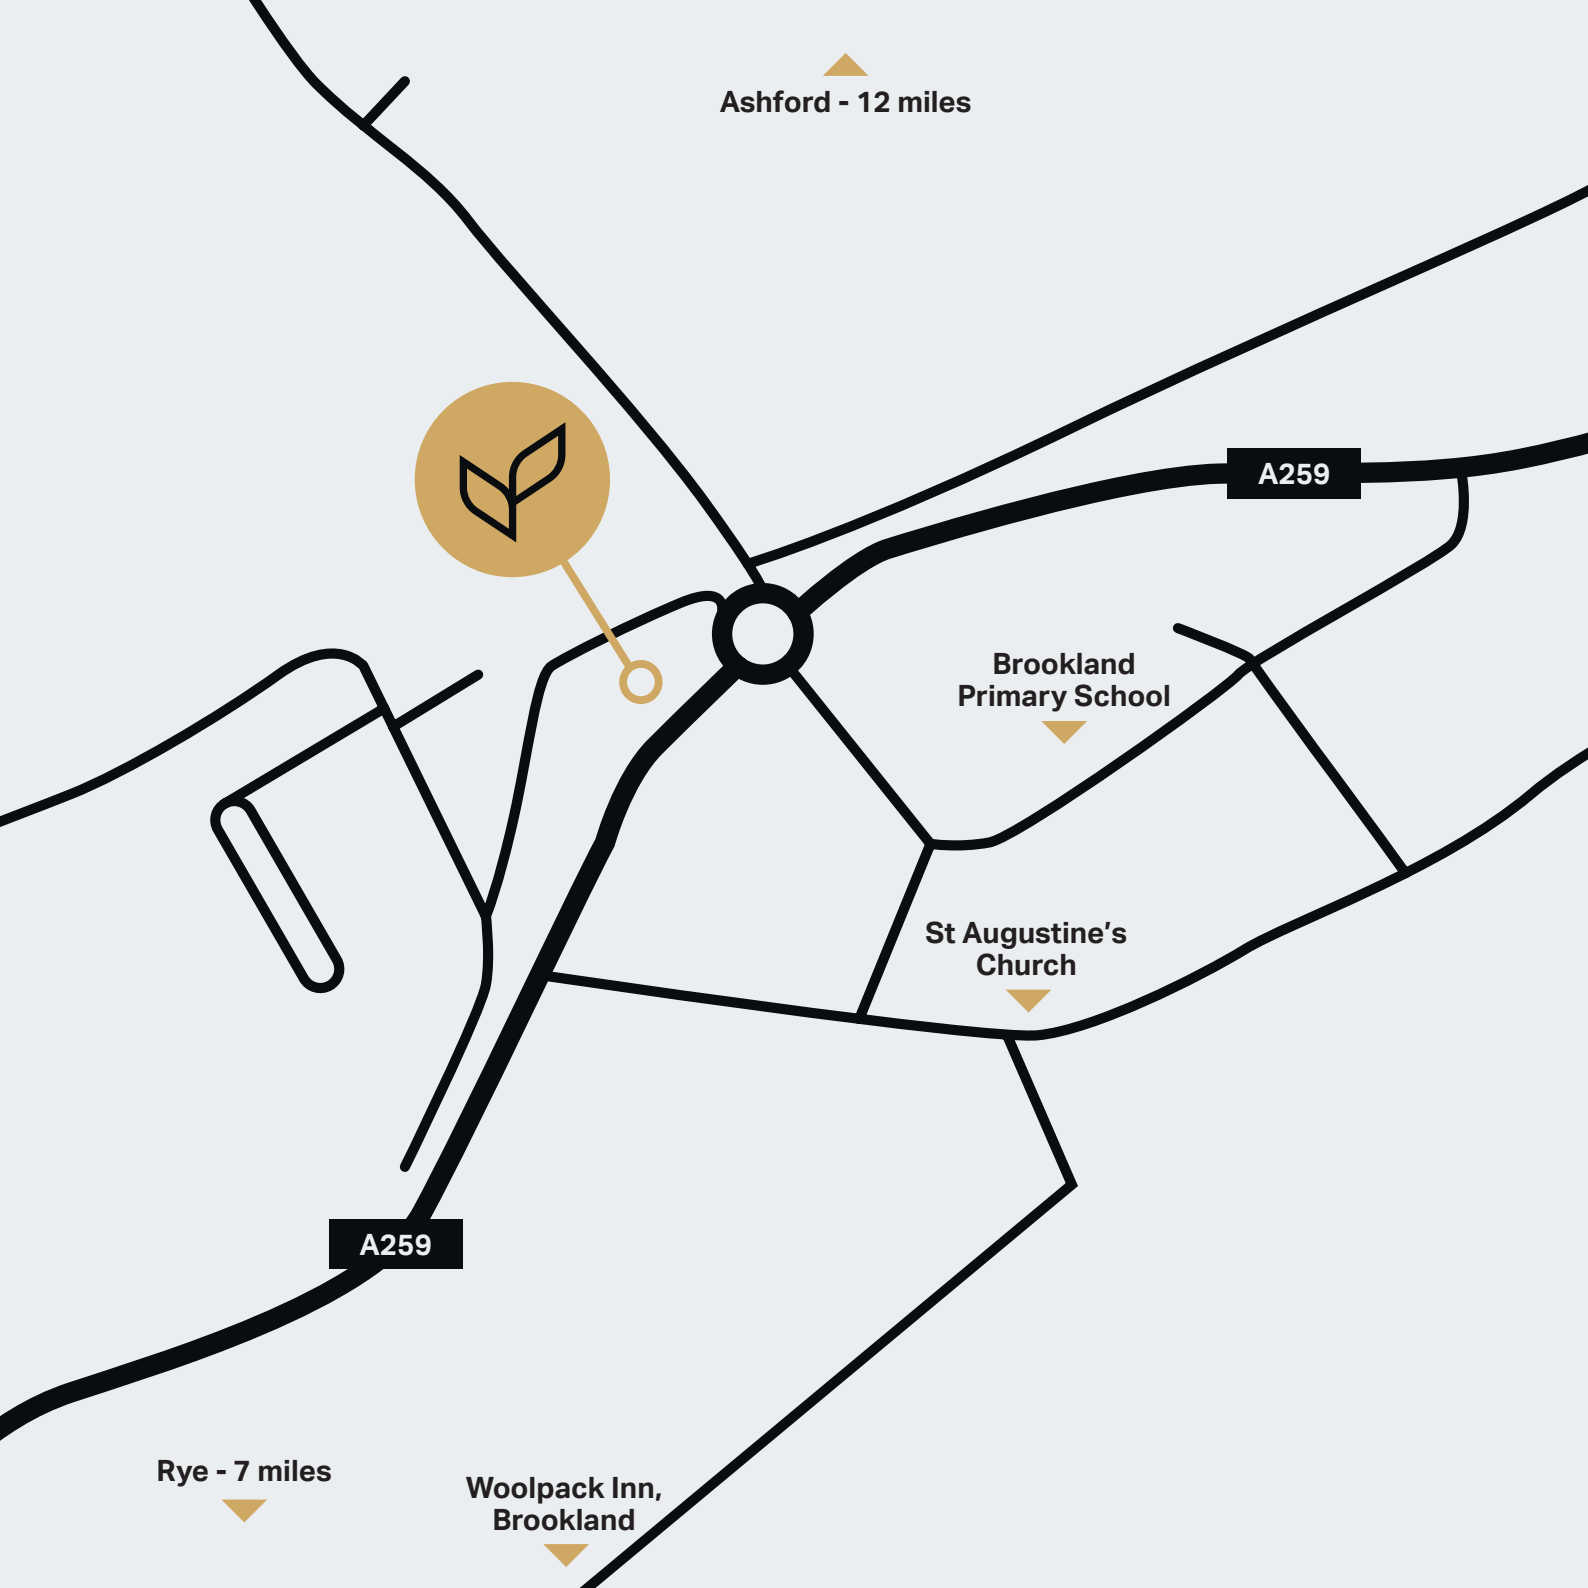 Ashford - 12 miles
A259
Brookland
Primary School
St Augustine's
Church
A259
Rye - 7 miles
Woolpack Inn,
Brookland